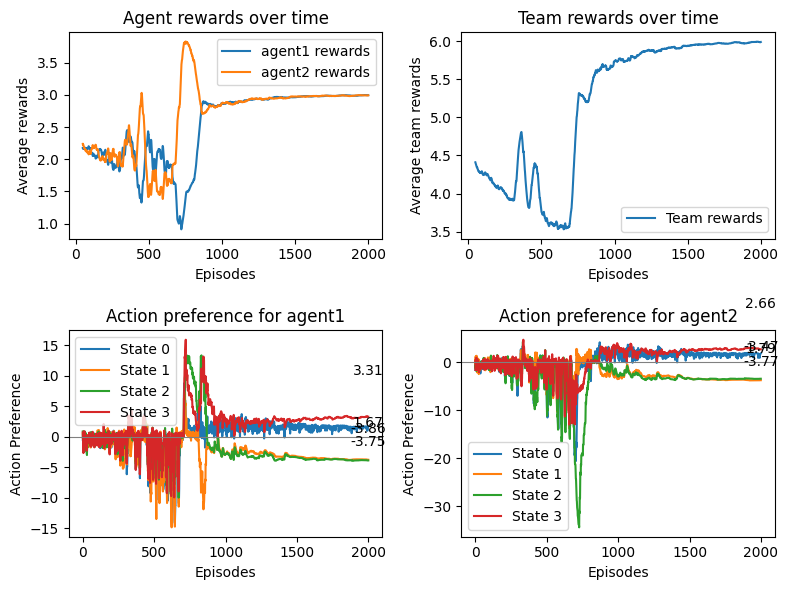 Agent rewards over time
Average rewards
3.5
3.0
2.5
2.0
1.5
1.0
agent1 rewards
agent2 rewards
0
500
1000
1500
2000
Episodes
Team rewards over time
Average team rewards
6.0
5.5
5.0
4.5
4.0
3.5
Team rewards
0
500
1000
1500
2000
Episodes
Action preference for agent1
Action Preference
15
10
5
0
−5
−10
−15
State 0
State 1
State 2
State 3
3.31
1.67
-3.86
-3.75
0
500
1000
1500
2000
Episodes
Action preference for agent2
Action Preference
0
−10
−20
−30
State 0
State 1
State 2
State 3
2.66
-3.47
-3.77
0
500
1000
1500
2000
Episodes